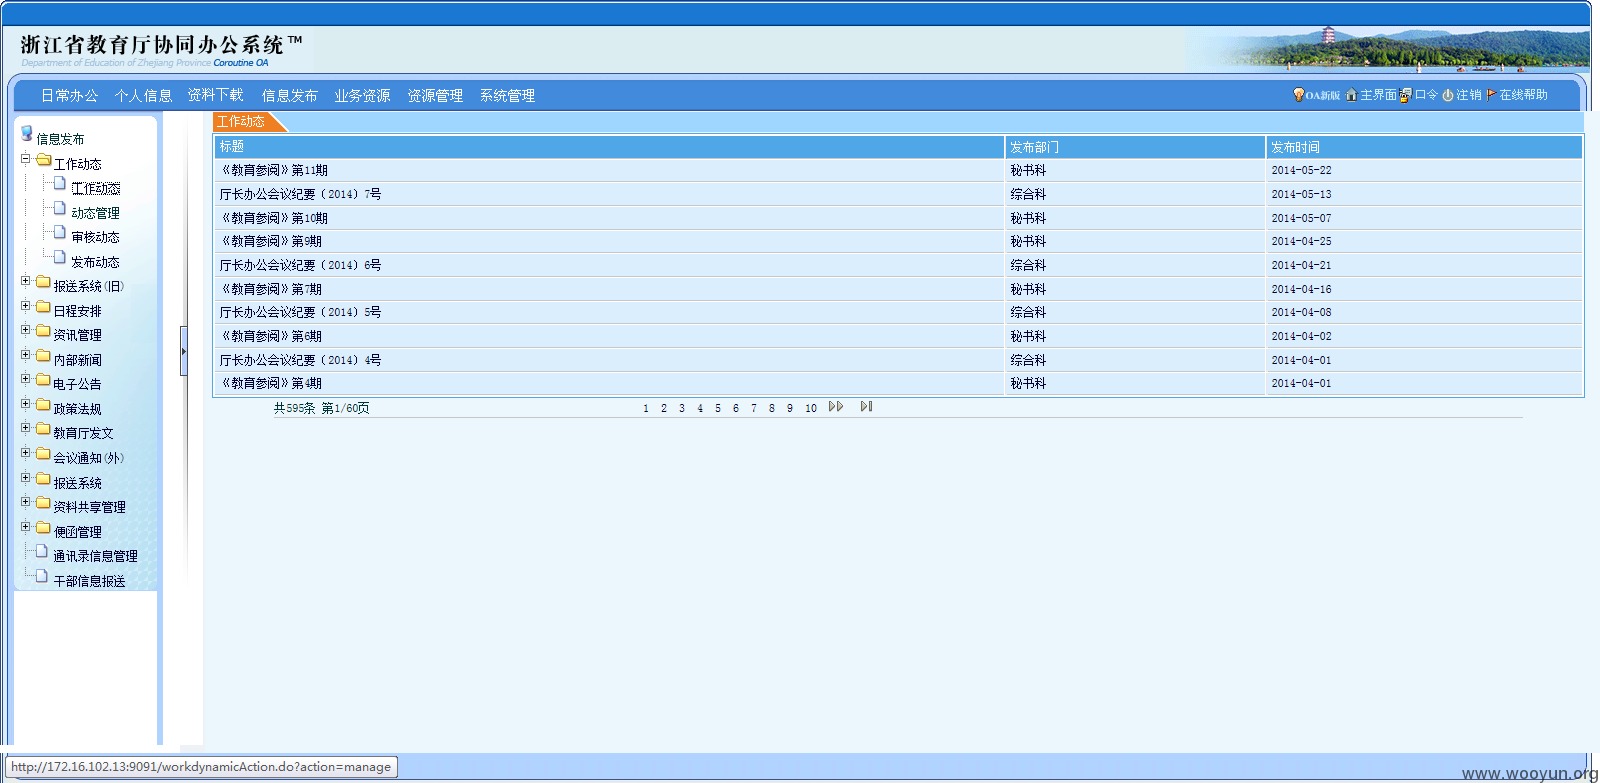 浙江省教育厅协同办公系统™
Department of Education of Zhejiang Province Coroutine OA
日常办公 个人信息 资料下载 信息发布 业务资源 资源管理 系统管理 OA新版 主界面 口令 注销 在线帮助
信息发布
工作动态
工作动态
动态管理
审核动态
发布动态
报送系统(旧)
日程安排
资讯管理
内部新闻
电子公告
政策法规
教育厅发文
会议通知(外)
报送系统
资料共享管理
便函管理
通讯录信息管理
干部信息报送
工作动态
标题 发布部门 发布时间
《教育参阅》第11期 秘书科 2014-05-22
厅长办公会议纪要（2014）7号 综合科 2014-05-13
《教育参阅》第10期 秘书科 2014-05-07
《教育参阅》第9期 秘书科 2014-04-25
厅长办公会议纪要（2014）6号 综合科 2014-04-21
《教育参阅》第7期 秘书科 2014-04-16
厅长办公会议纪要（2014）5号 综合科 2014-04-08
《教育参阅》第6期 秘书科 2014-04-02
厅长办公会议纪要（2014）4号 综合科 2014-04-01
《教育参阅》第4期 秘书科 2014-04-01
共595条 第1/60页 1 2 3 4 5 6 7 8 9 10
http://172.16.102.13:9091/workdynamicAction.do?action=manage
www.wooyun.org